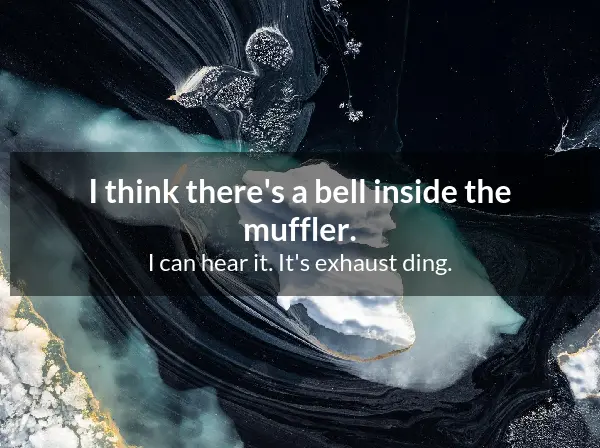 I think there's a bell inside the
muffler.
I can hear it. It's exhaust ding.